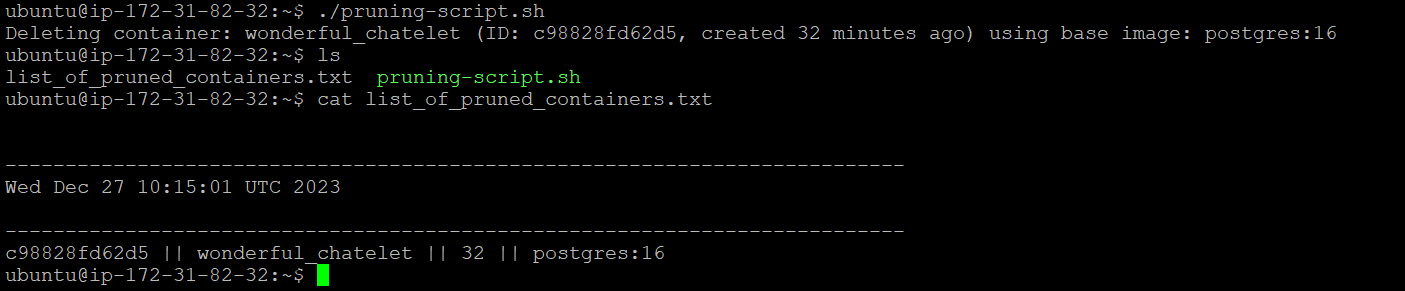 ubuntu@ip-172-31-82-32:~$ ./pruning-script.sh
Deleting container: wonderful_chatelet (ID: c98828fd62d5, created 32 minutes ago) using base image: postgres:16
ubuntu@ip-172-31-82-32:~$ ls
list_of_pruned_containers.txt  pruning-script.sh
ubuntu@ip-172-31-82-32:~$ cat list_of_pruned_containers.txt
---------------------------------------------------------------------------
Wed Dec 27 10:15:01 UTC 2023
---------------------------------------------------------------------------
c98828fd62d5 || wonderful_chatelet || 32 || postgres:16
ubuntu@ip-172-31-82-32:~$